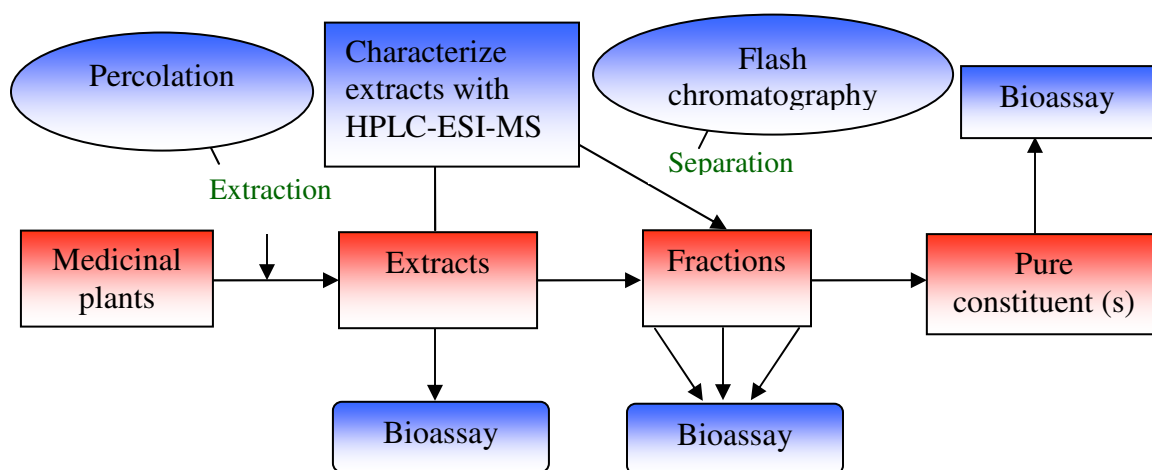 Percolation
Characterize
extracts with
HPLC-ESI-MS
Flash
chromatography
Bioassay
Extraction
Separation
Medicinal
plants
Extracts
Fractions
Pure
constituent (s)
Bioassay
Bioassay